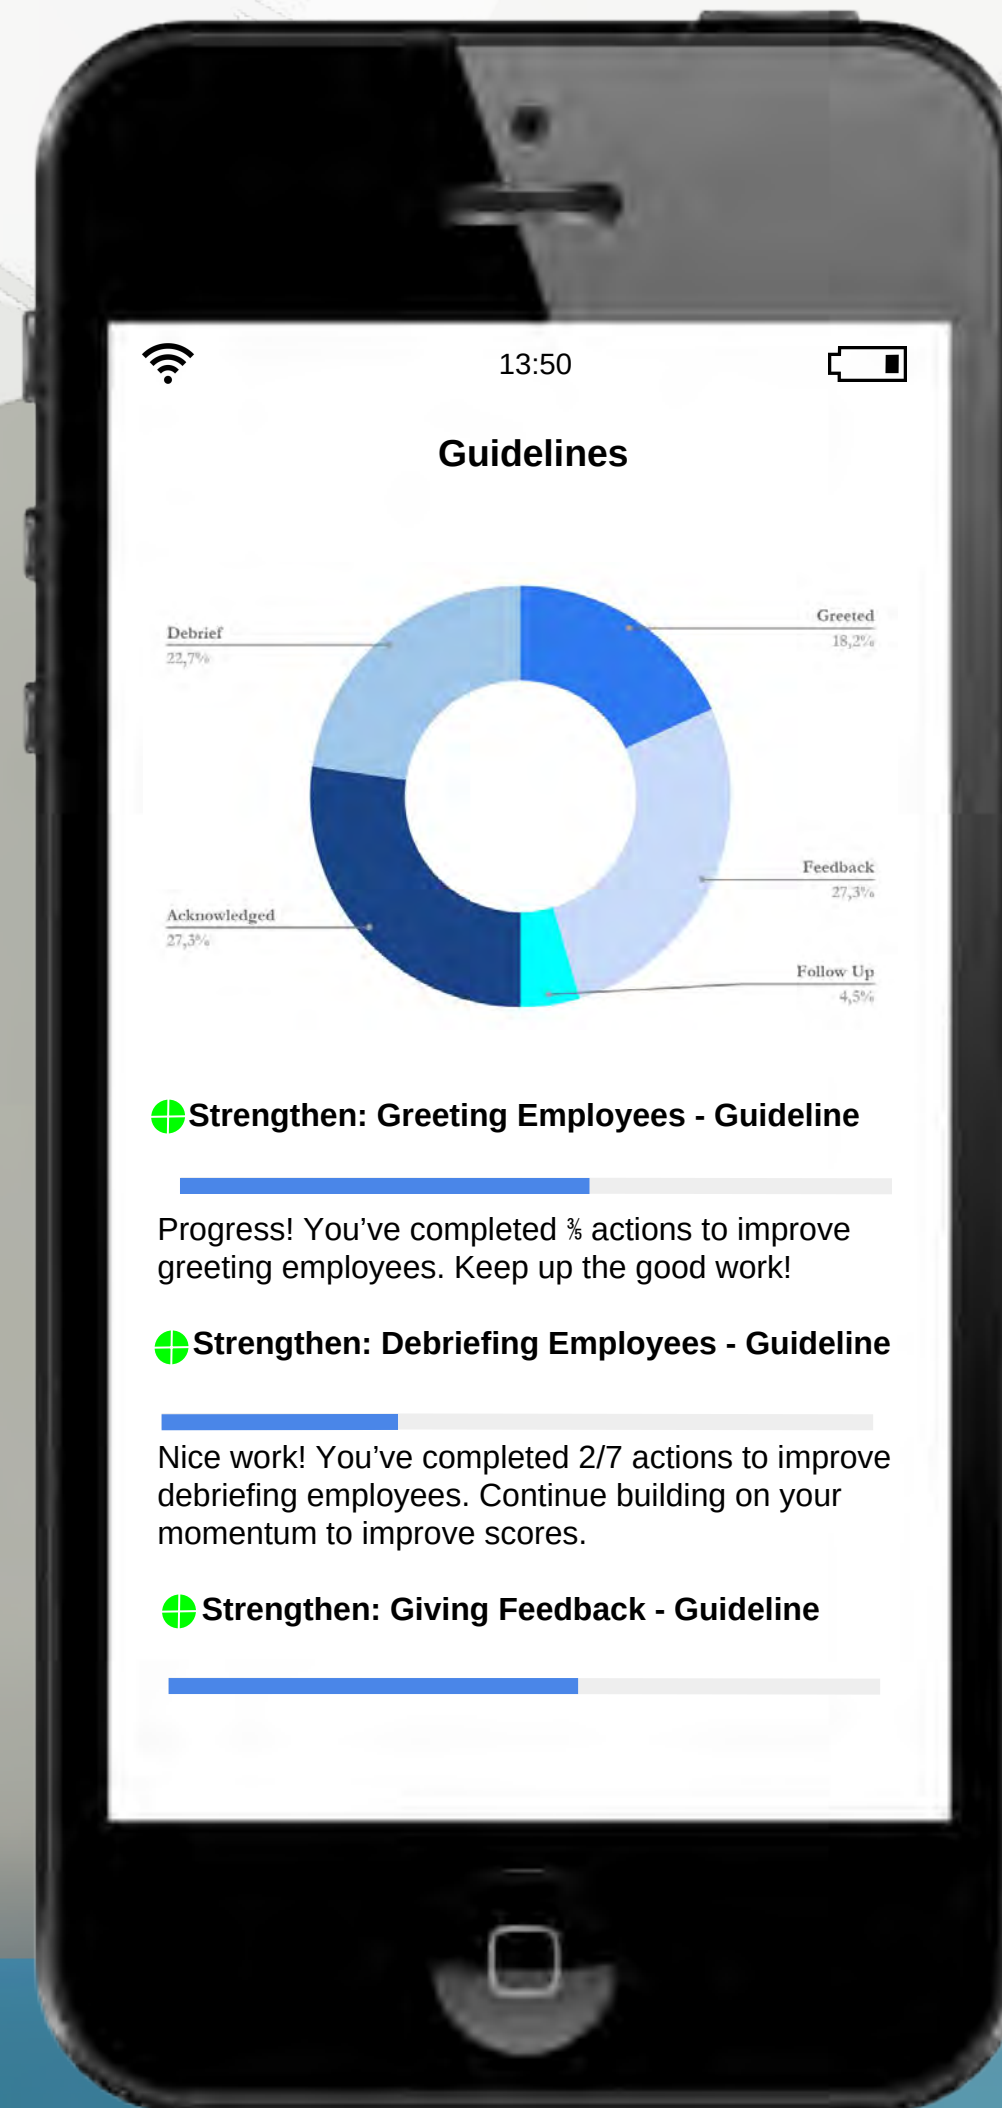 13:50
Guidelines
Debrief
22,7%
Greeted
18,2%
Feedback
27,3%
Acknowledged
27,3%
Follow Up
4,5%
Strengthen: Greeting Employees - Guideline
Progress! You’ve completed ⅗ actions to improve
greeting employees. Keep up the good work!
Strengthen: Debriefing Employees - Guideline
Nice work! You’ve completed 2/7 actions to improve
debriefing employees. Continue building on your
momentum to improve scores.
Strengthen: Giving Feedback - Guideline